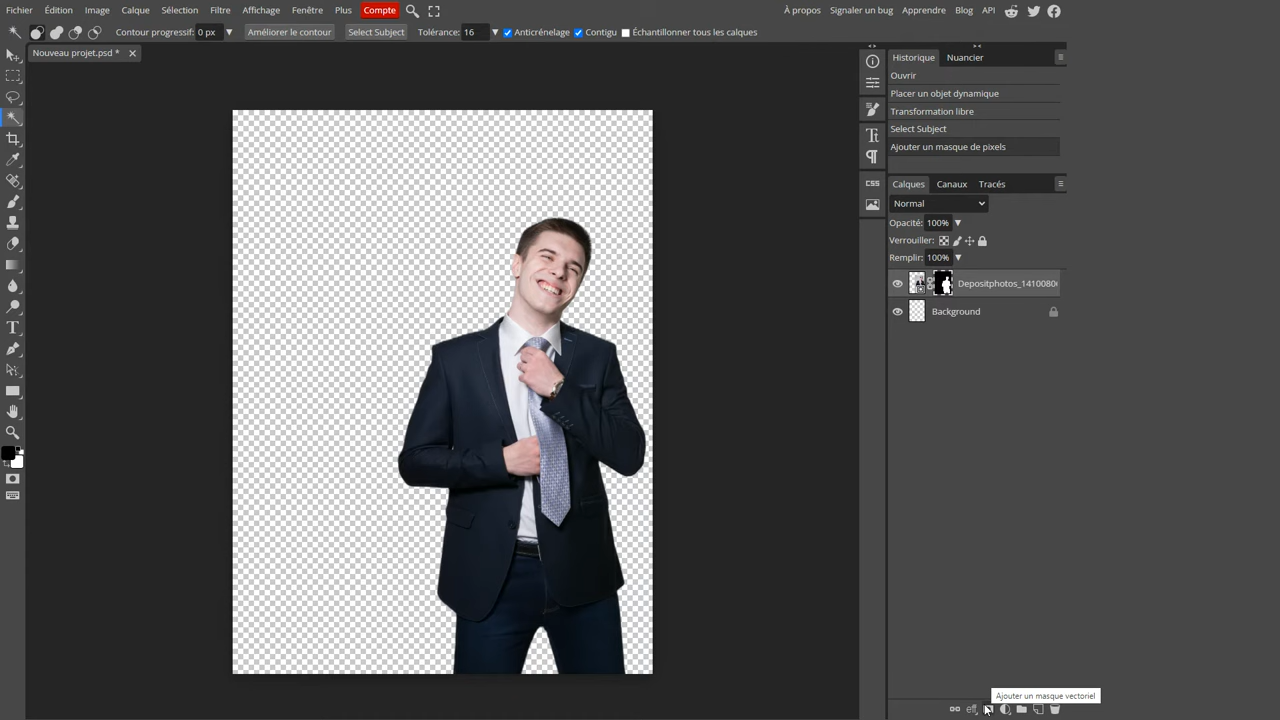 Fichier Édition Image Calque Sélection Filtre Affichage Fenêtre Plus Compte À propos Signaler un bug Apprendre Blog API
Contour progressif: 0 px Améliorer le contour Select Subject Tolérance: 16 Anticrénelage Contigu Échantillonner tous les calques
Nouveau projet.psd *
Historique Nuancier
Ouvrir
Placer un objet dynamique
Transformation libre
Select Subject
Ajouter un masque de pixels
CSS
Calques Canaux Tracés
Normal
Opacité: 100%
Verrouiller:
Remplir: 100%
Depositphotos_1410080
Background
Ajouter un masque vectoriel
eff